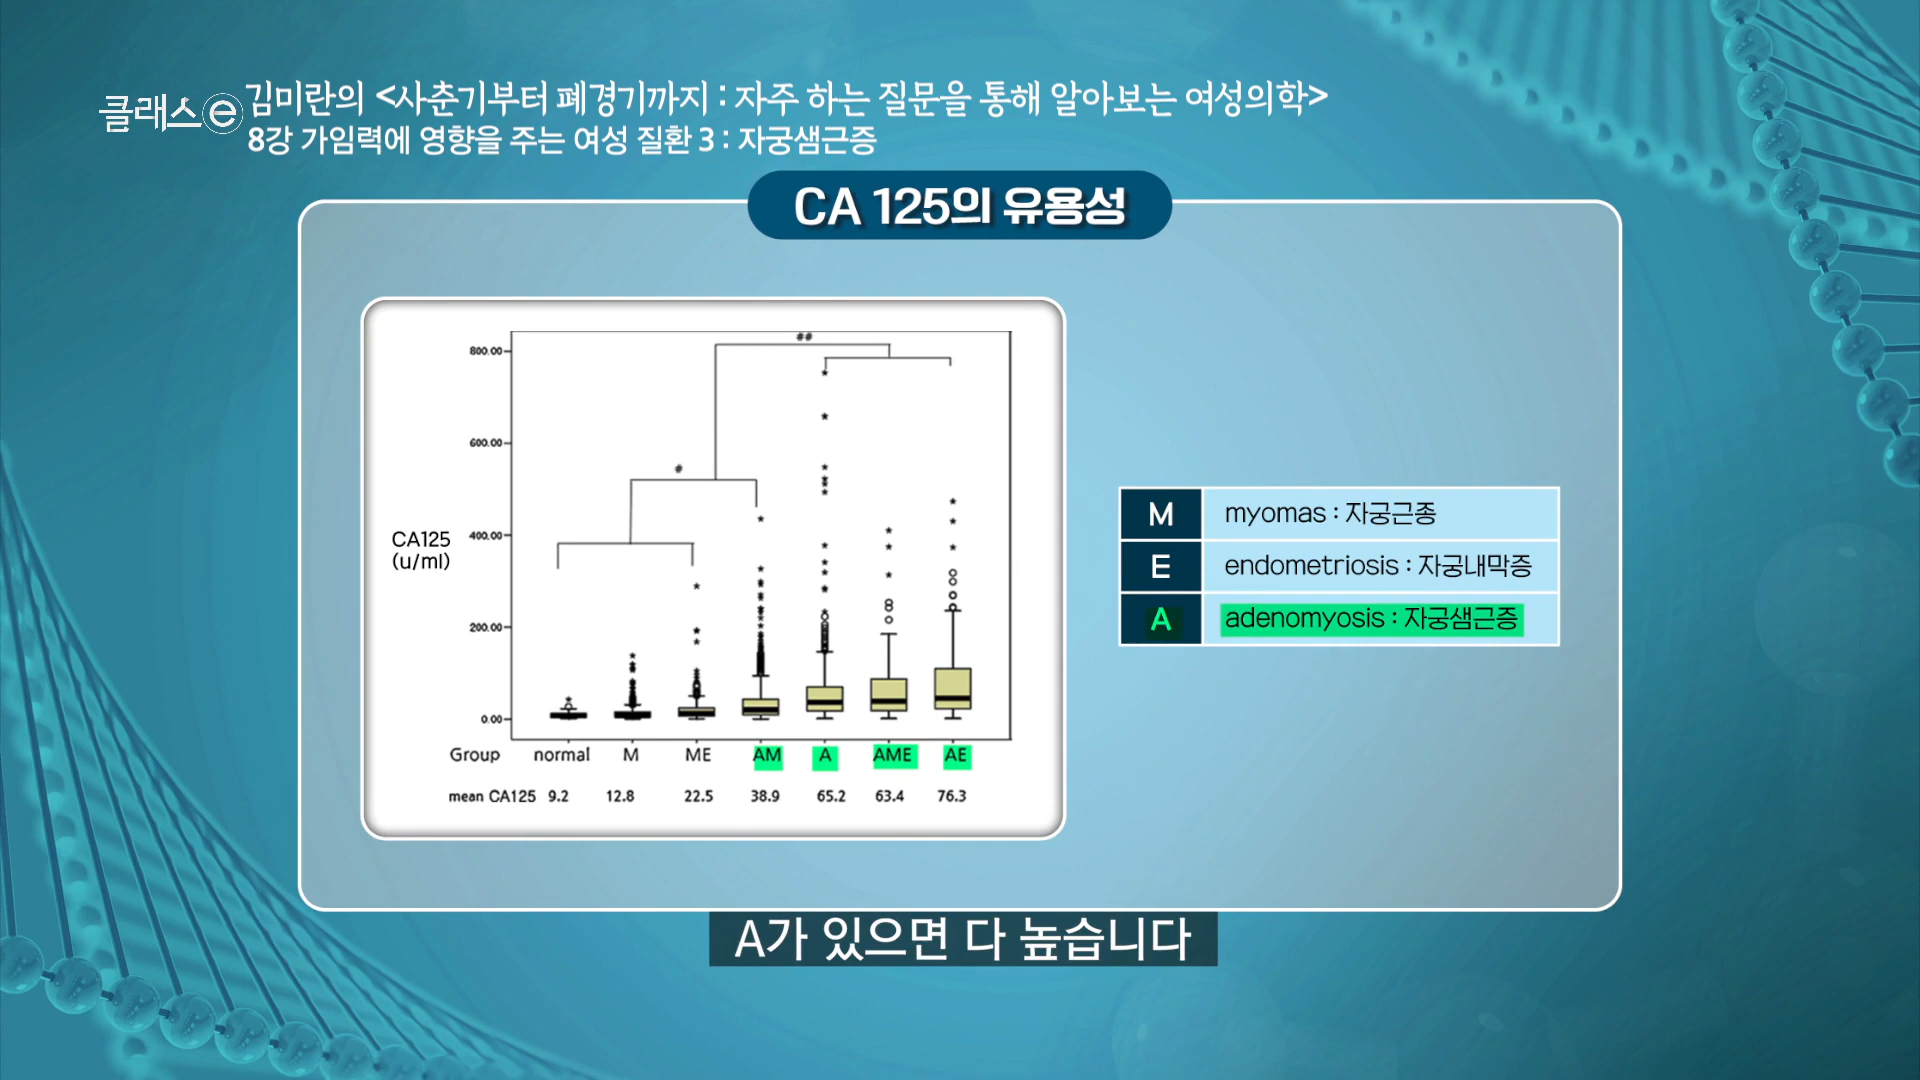 클래스e
김미란의 <사춘기부터 폐경기까지 : 자주 하는 질문을 통해 알아보는 여성의학>
8강 가임력에 영향을 주는 여성 질환 3 : 자궁샘근증
CA 125의 유용성
##
800.00
600.00
#
CA125
(u/ml)
400.00
200.00
0.00
Group normal M ME AM A AME AE
mean CA125 9.2 12.8 22.5 38.9 65.2 63.4 76.3
M myomas : 자궁근종
E endometriosis : 자궁내막증
A adenomyosis : 자궁샘근증
A가 있으면 다 높습니다